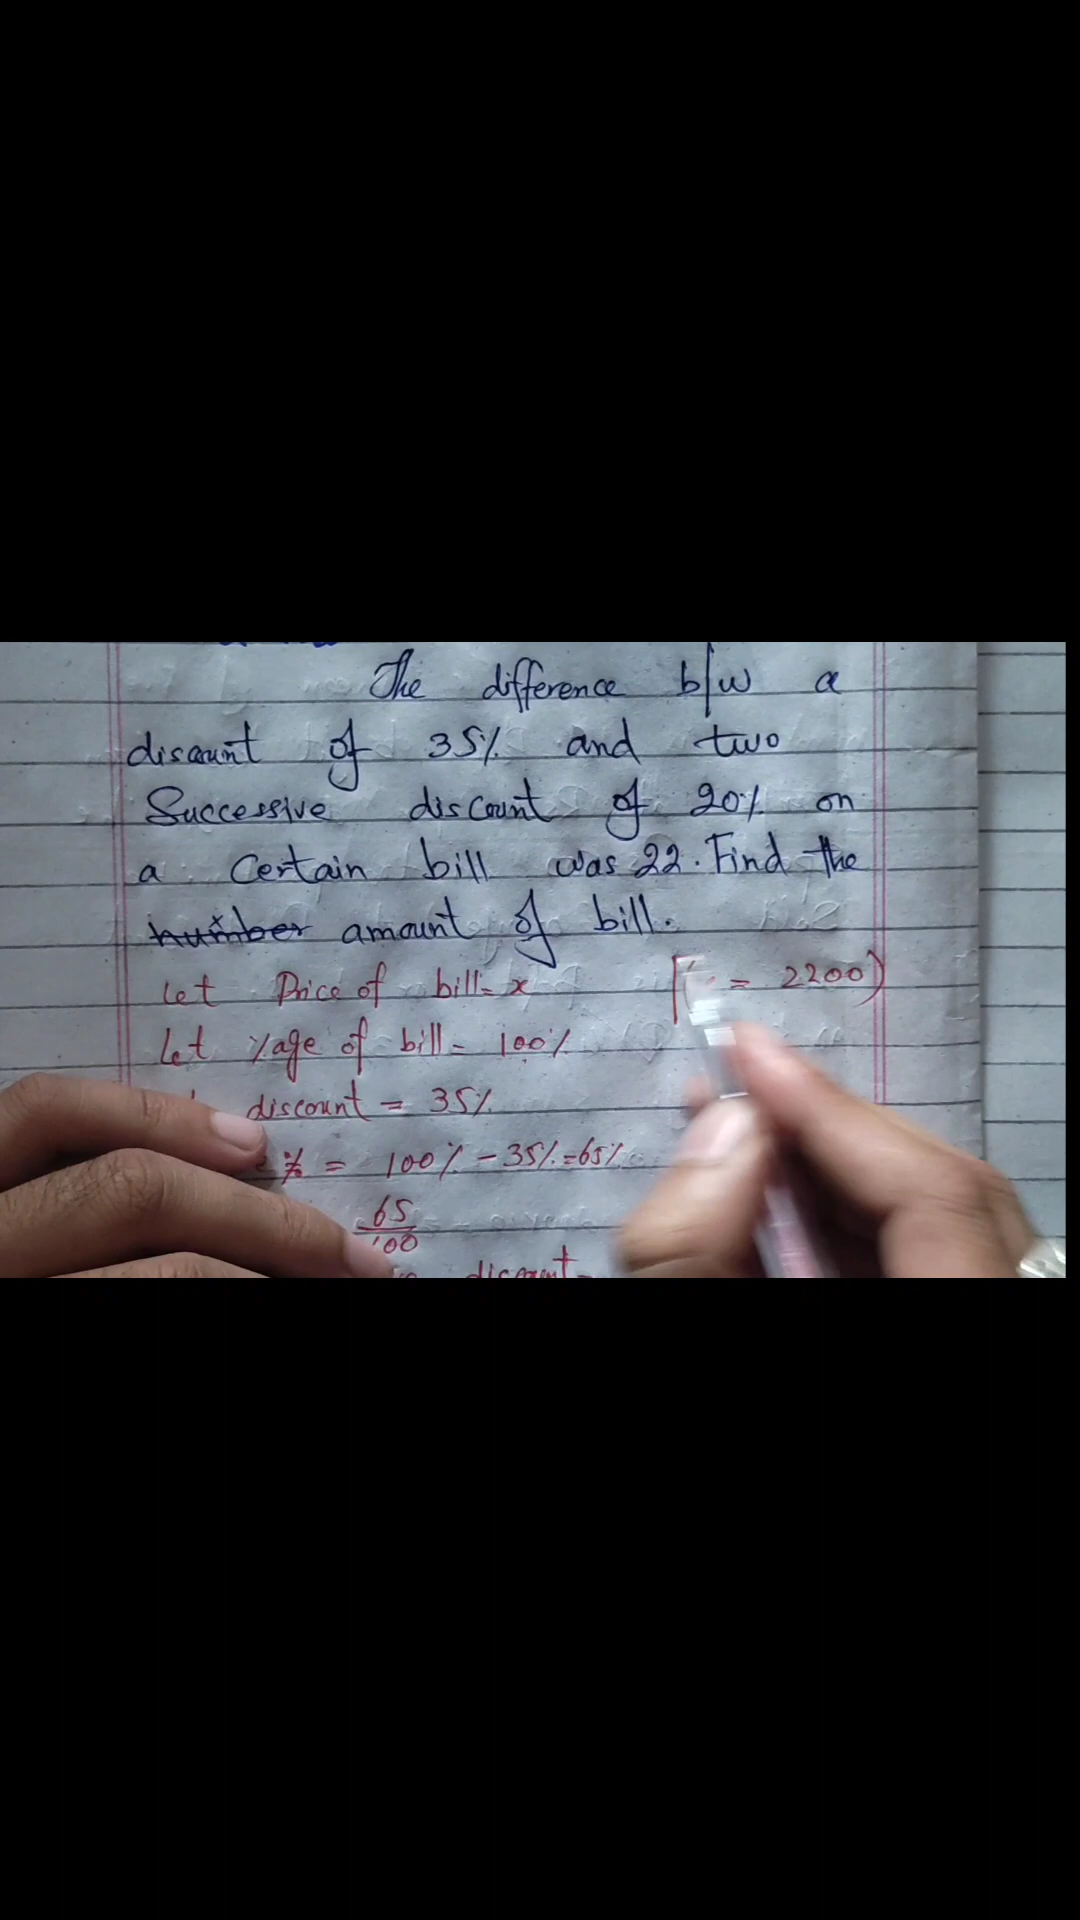 The difference b/w a
discount of 35% and two
Successive discount of 20% on
a Certain bill was 22. Find the
number amount of bill.
Let Price of bill = x
= 2200)
Let %age of bill = 100%
discount = 35%
% = 100% - 35% = 65%
65
100
discount =